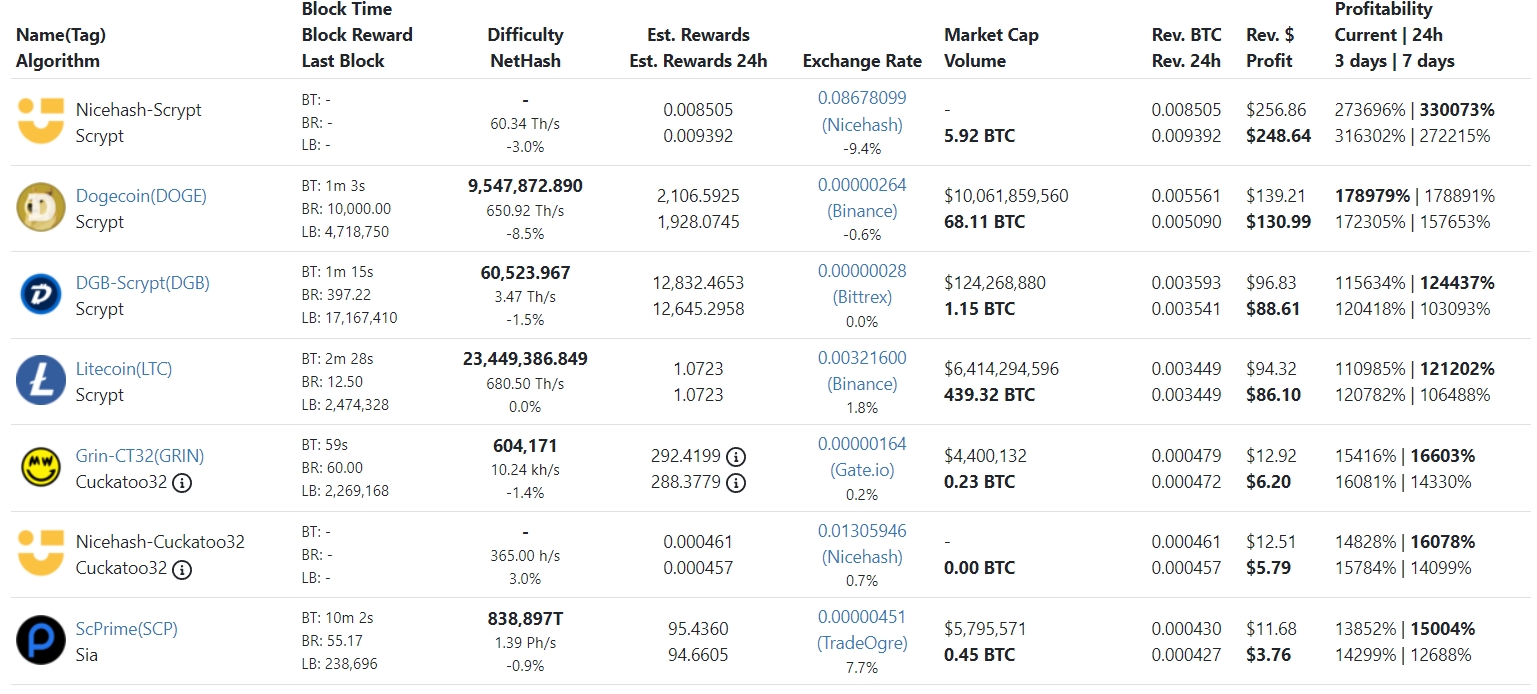 Name(Tag)
Algorithm
Block Time
Block Reward
Last Block
Difficulty
NetHash
Est. Rewards
Est. Rewards 24h
Exchange Rate
Market Cap
Volume
Rev. BTC
Rev. 24h
Rev. $
Profit
Profitability
Current | 24h
3 days | 7 days
Nicehash-Scrypt
Scrypt
BT: -
BR: -
LB: -
-
60.34 Th/s
-3.0%
0.008505
0.009392
0.08678099
(Nicehash)
-9.4%
-
5.92 BTC
0.008505
0.009392
$256.86
$248.64
273696% | 330073%
316302% | 272215%
Dogecoin(DOGE)
Scrypt
BT: 1m 3s
BR: 10,000.00
LB: 4,718,750
9,547,872.890
650.92 Th/s
-8.5%
2,106.5925
1,928.0745
0.00000264
(Binance)
-0.6%
$10,061,859,560
68.11 BTC
0.005561
0.005090
$139.21
$130.99
178979% | 178891%
172305% | 157653%
D
DGB-Scrypt(DGB)
Scrypt
BT: 1m 15s
BR: 397.22
LB: 17,167,410
60,523.967
3.47 Th/s
-1.5%
12,832.4653
12,645.2958
0.00000028
(Bittrex)
0.0%
$124,268,880
1.15 BTC
0.003593
0.003541
$96.83
$88.61
115634% | 124437%
120418% | 103093%
Litecoin(LTC)
Scrypt
BT: 2m 28s
BR: 12.50
LB: 2,474,328
23,449,386.849
680.50 Th/s
0.0%
1.0723
1.0723
0.00321600
(Binance)
1.8%
$6,414,294,596
439.32 BTC
0.003449
0.003449
$94.32
$86.10
110985% | 121202%
120782% | 106488%
MW
Grin-CT32(GRIN)
Cuckatoo32
BT: 59s
BR: 60.00
LB: 2,269,168
604,171
10.24 kh/s
-1.4%
292.4199
288.3779
0.00000164
(Gate.io)
0.2%
$4,400,132
0.23 BTC
0.000479
0.000472
$12.92
$6.20
15416% | 16603%
16081% | 14330%
Nicehash-Cuckatoo32
Cuckatoo32
BT: -
BR: -
LB: -
-
365.00 h/s
3.0%
0.000461
0.000457
0.01305946
(Nicehash)
0.7%
-
0.00 BTC
0.000461
0.000457
$12.51
$5.79
14828% | 16078%
15784% | 14099%
ScPrime(SCP)
Sia
BT: 10m 2s
BR: 55.17
LB: 238,696
838,897T
1.39 Ph/s
-0.9%
95.4360
94.6605
0.00000451
(TradeOgre)
7.7%
$5,795,571
0.45 BTC
0.000430
0.000427
$11.68
$3.76
13852% | 15004%
14299% | 12688%